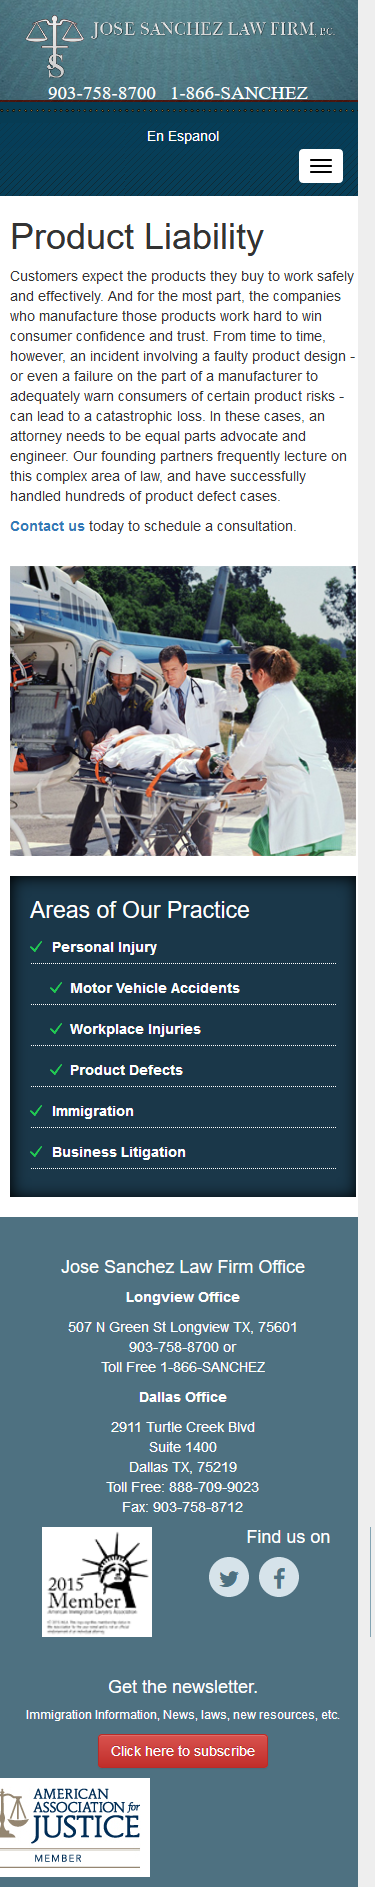 JOSE SANCHEZ LAW FIRM, P.C.
903-758-8700 1-866-SANCHEZ
En Espanol
Product Liability
Customers expect the products they buy to work safely
and effectively. And for the most part, the companies
who manufacture those products work hard to win
consumer confidence and trust. From time to time,
however, an incident involving a faulty product design -
or even a failure on the part of a manufacturer to
adequately warn consumers of certain product risks -
can lead to a catastrophic loss. In these cases, an
attorney needs to be equal parts advocate and
engineer. Our founding partners frequently lecture on
this complex area of law, and have successfully
handled hundreds of product defect cases.
Contact us today to schedule a consultation.
Areas of Our Practice
Personal Injury
Motor Vehicle Accidents
Workplace Injuries
Product Defects
Immigration
Business Litigation
Jose Sanchez Law Firm Office
Longview Office
507 N Green St Longview TX, 75601
903-758-8700 or
Toll Free 1-866-SANCHEZ
Dallas Office
2911 Turtle Creek Blvd
Suite 1400
Dallas TX, 75219
Toll Free: 888-709-9023
Fax: 903-758-8712
2015
Member
American Immigration Lawyers Association
Find us on
Get the newsletter.
Immigration Information, News, laws, new resources, etc.
Click here to subscribe
AMERICAN
ASSOCIATION for
JUSTICE
MEMBER